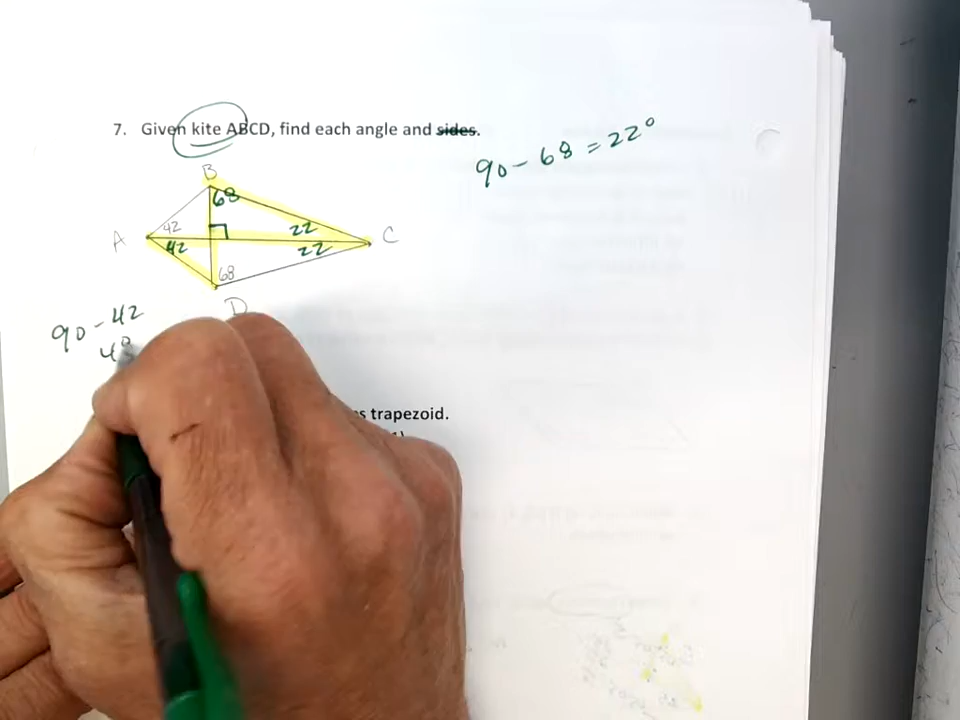 7. Given kite ABCD, find each angle and sides.
90 - 68 = 22°
B
68
42
22
A
C
42
22
68
D
90 - 42
48
trapezoid.